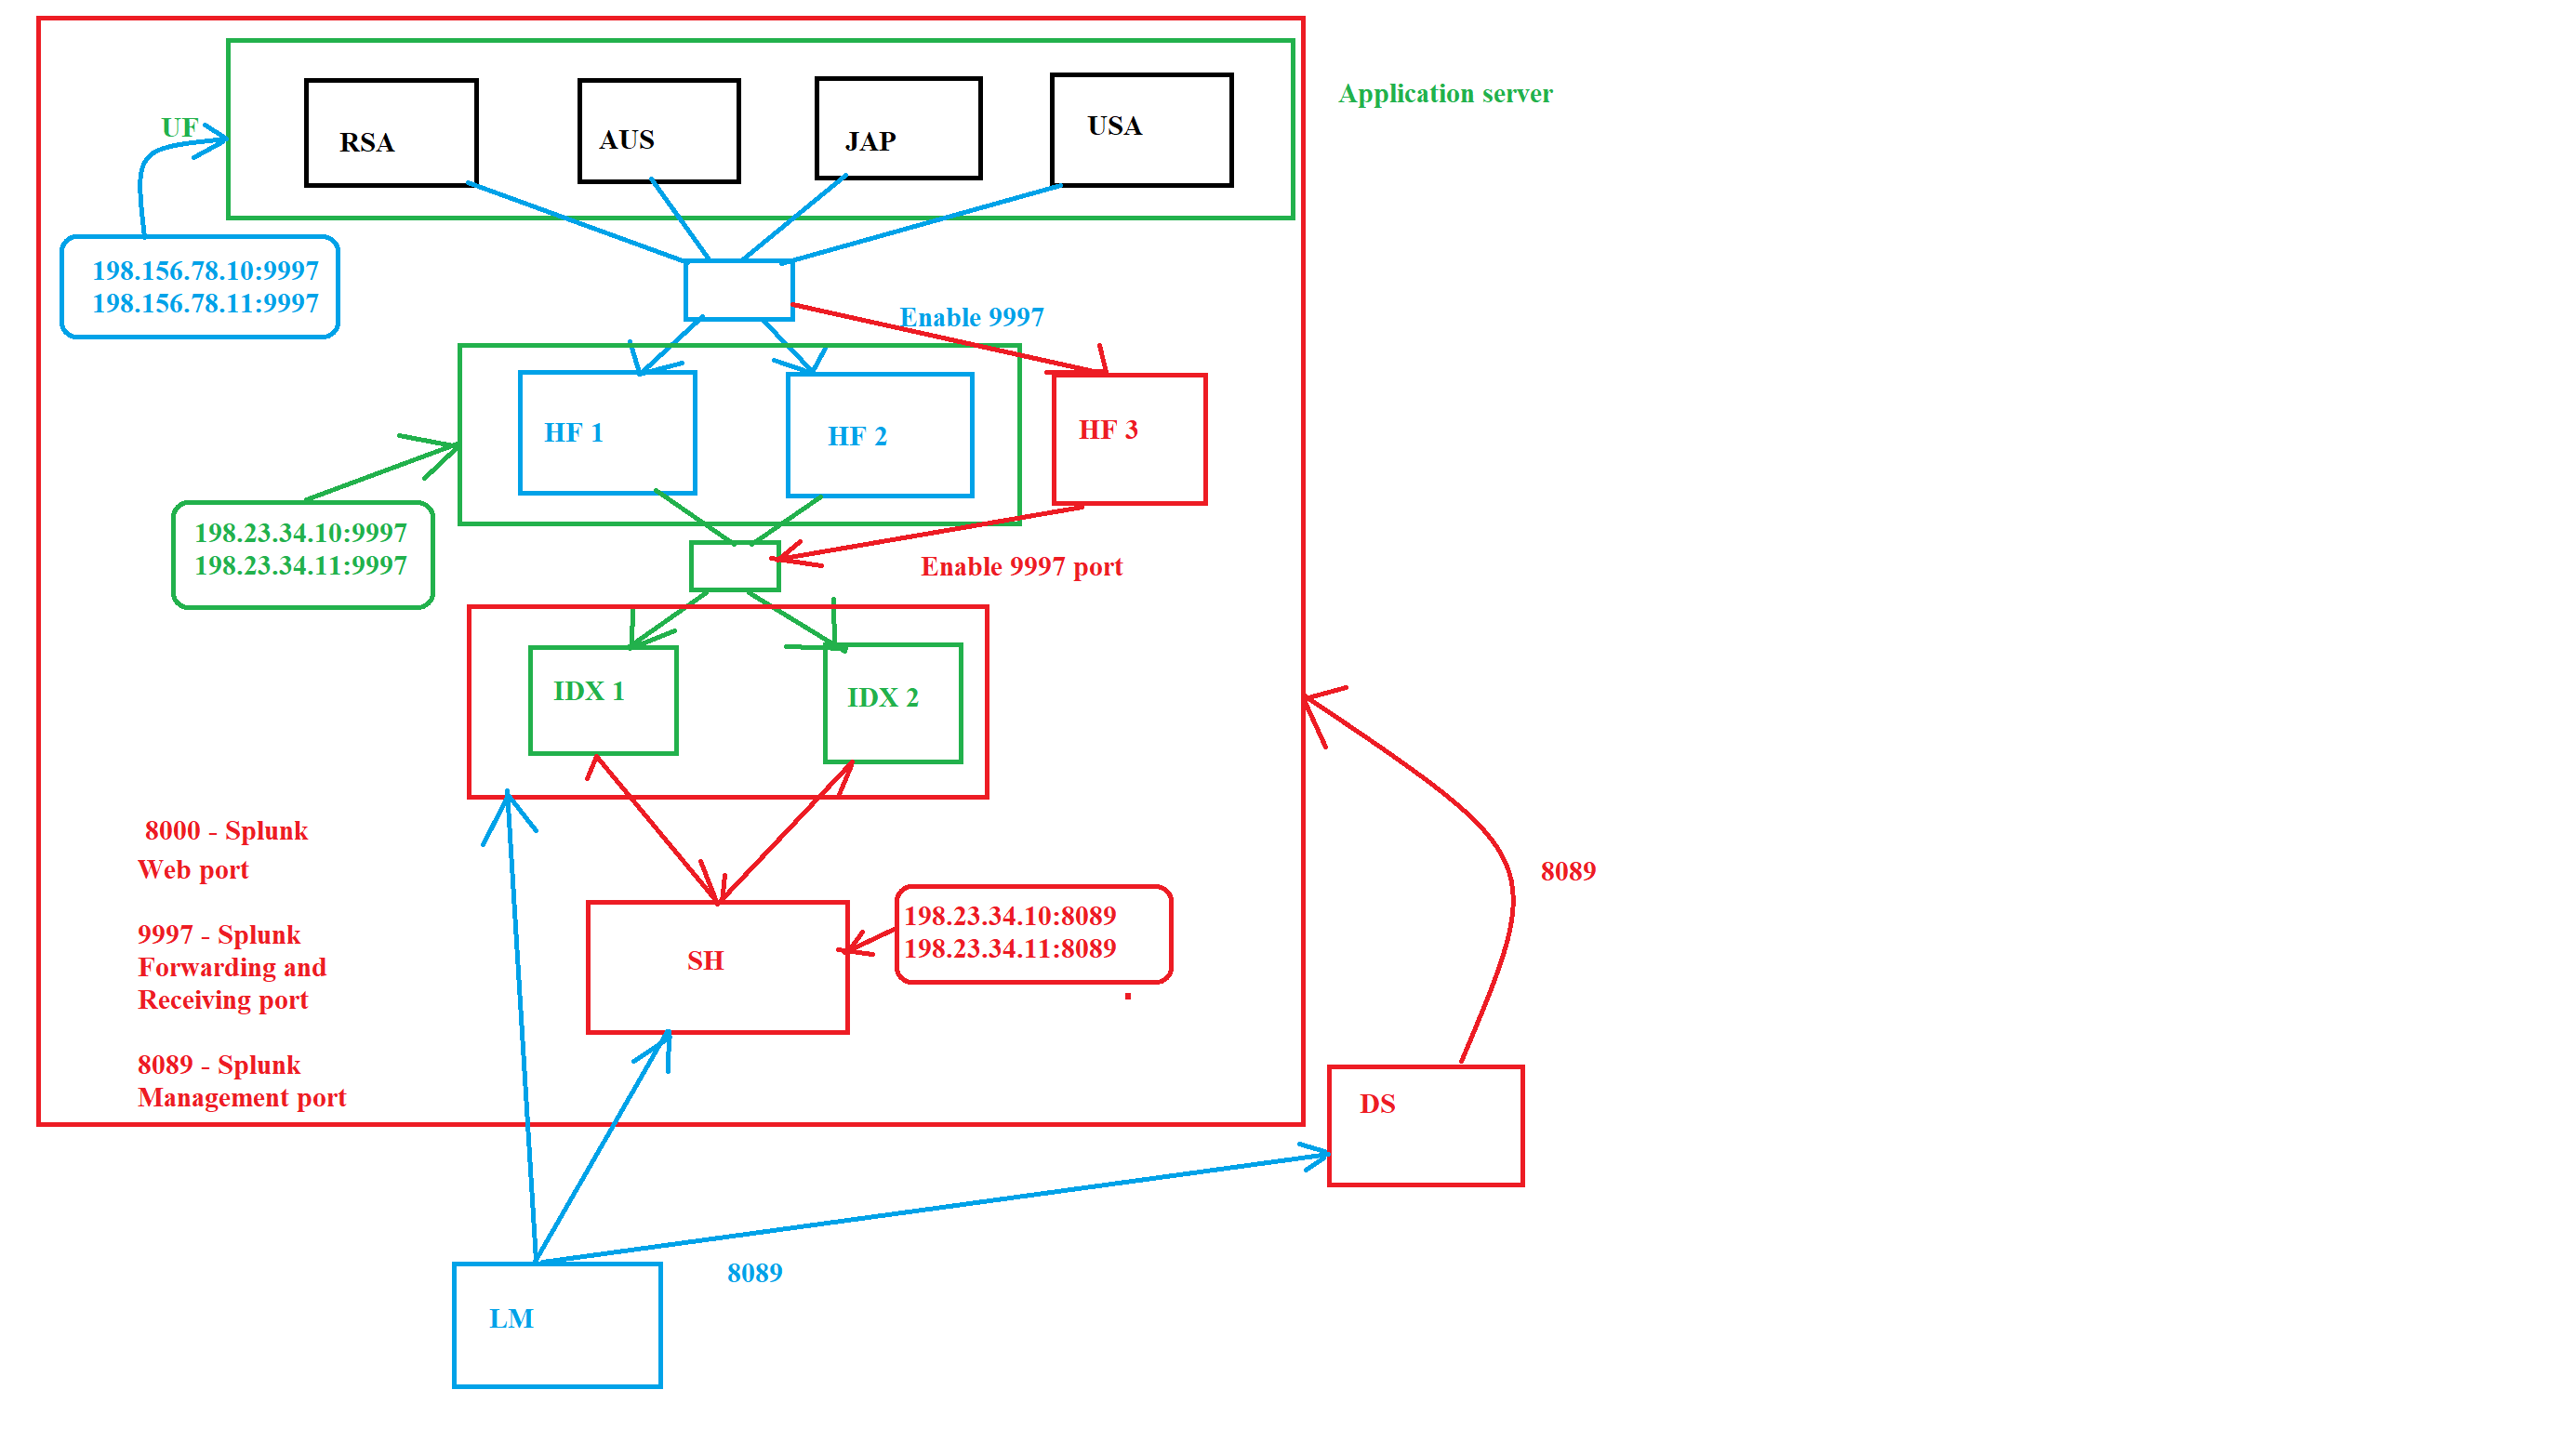 Application server
UF
RSA
AUS
JAP
USA
198.156.78.10:9997
198.156.78.11:9997
Enable 9997
HF 1
HF 2
HF 3
198.23.34.10:9997
198.23.34.11:9997
Enable 9997 port
IDX 1
IDX 2
8000 - Splunk
Web port
9997 - Splunk
Forwarding and
Receiving port
8089 - Splunk
Management port
SH
198.23.34.10:8089
198.23.34.11:8089
8089
DS
8089
LM